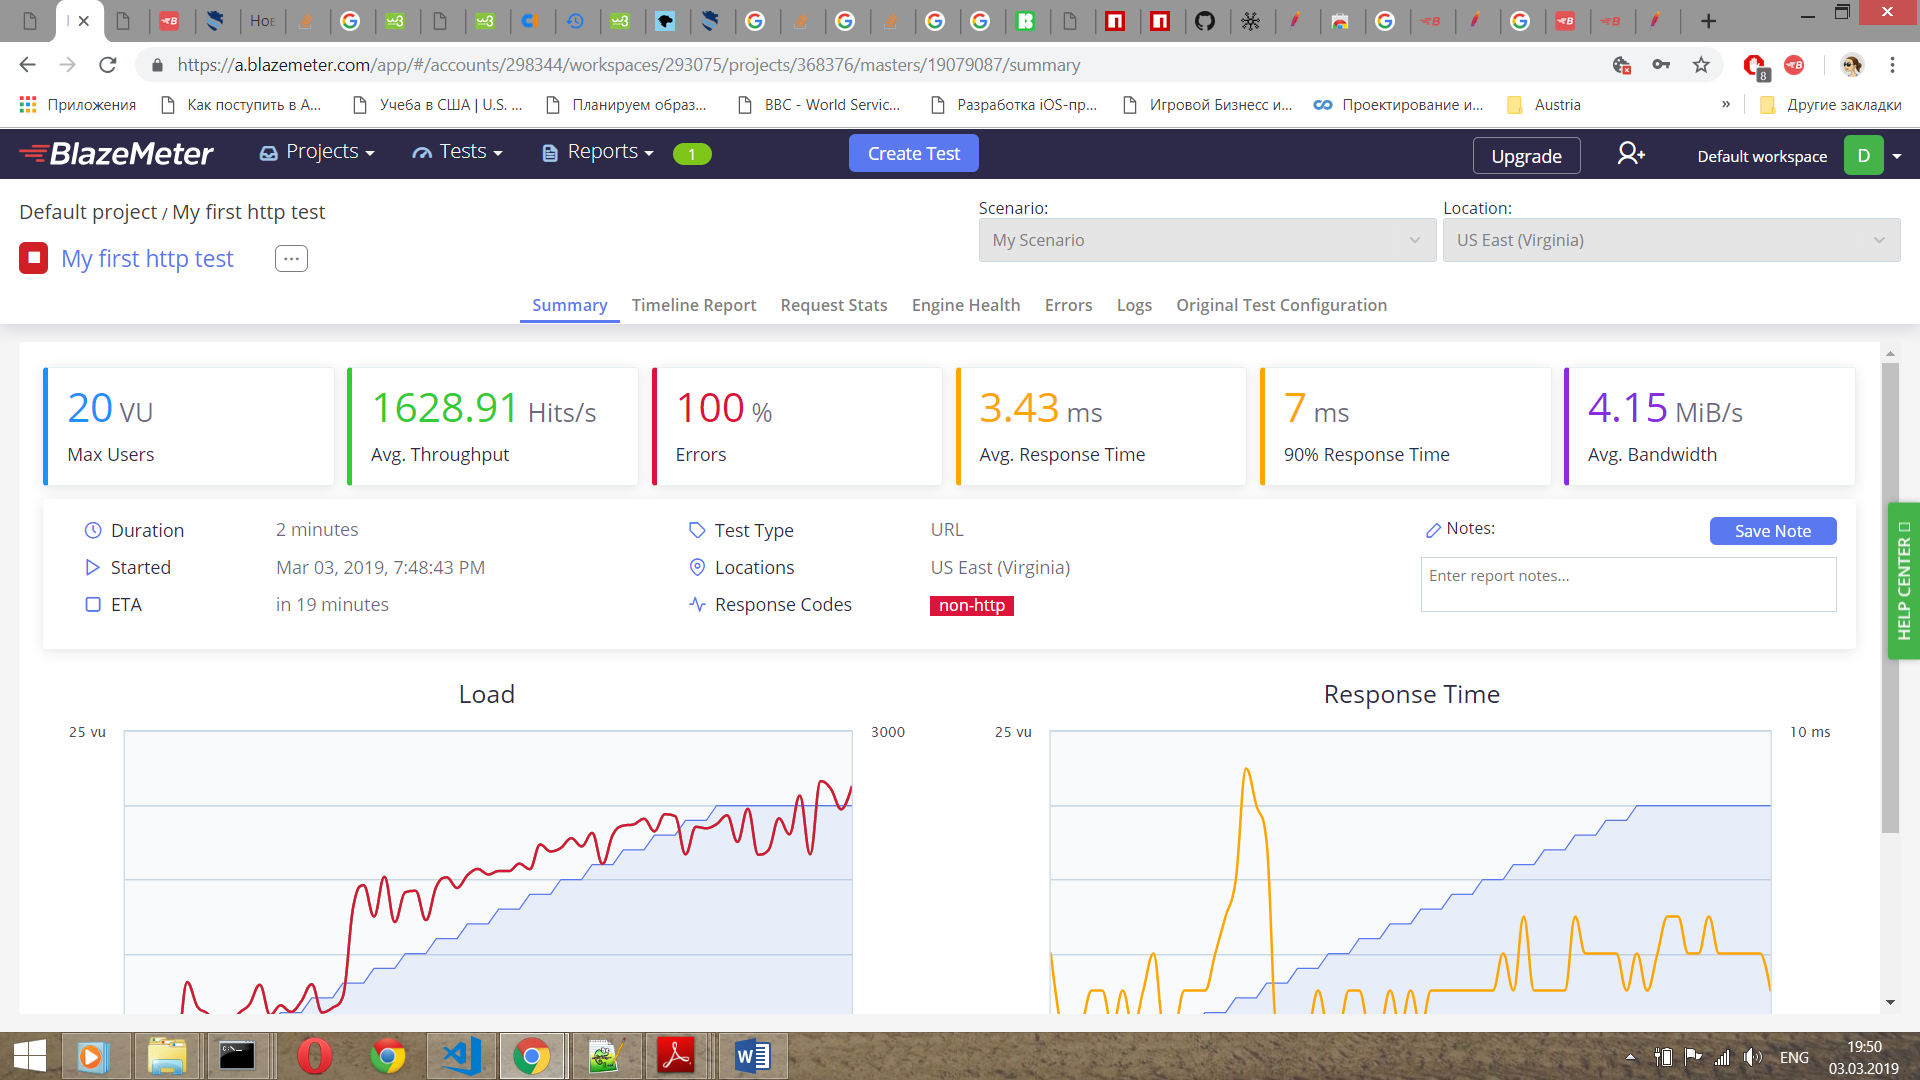 Нов
https://a.blazemeter.com/app/#/accounts/298344/workspaces/293075/projects/368376/masters/19079087/summary
8
Приложения
Как поступить в А...
Учеба в США | U.S. ...
Планируем образ...
BBC - World Servic...
Разработка iOS-пр...
Игровой Бизнес и...
Проектирование и...
Austria
»
Другие закладки
BlazeMeter
Projects
Tests
Reports
1
Create Test
Upgrade
Default workspace
D
Default project / My first http test
Scenario:
Location:
My Scenario
US East (Virginia)
My first http test
...
Summary
Timeline Report
Request Stats
Engine Health
Errors
Logs
Original Test Configuration
20 VU
Max Users
1628.91 Hits/s
Avg. Throughput
100 %
Errors
3.43 ms
Avg. Response Time
7 ms
90% Response Time
4.15 MiB/s
Avg. Bandwidth
Duration
2 minutes
Started
Mar 03, 2019, 7:48:43 PM
ETA
in 19 minutes
Test Type
URL
Locations
US East (Virginia)
Response Codes
non-http
Notes:
Save Note
Enter report notes...
HELP CENTER
Load
25 vu
3000
Response Time
25 vu
10 ms
ENG
19:50
03.03.2019